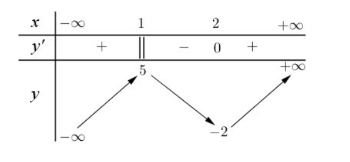 x −∞ 1 2 +∞
y′ + || − 0 +
5 +∞
y
−∞ −2